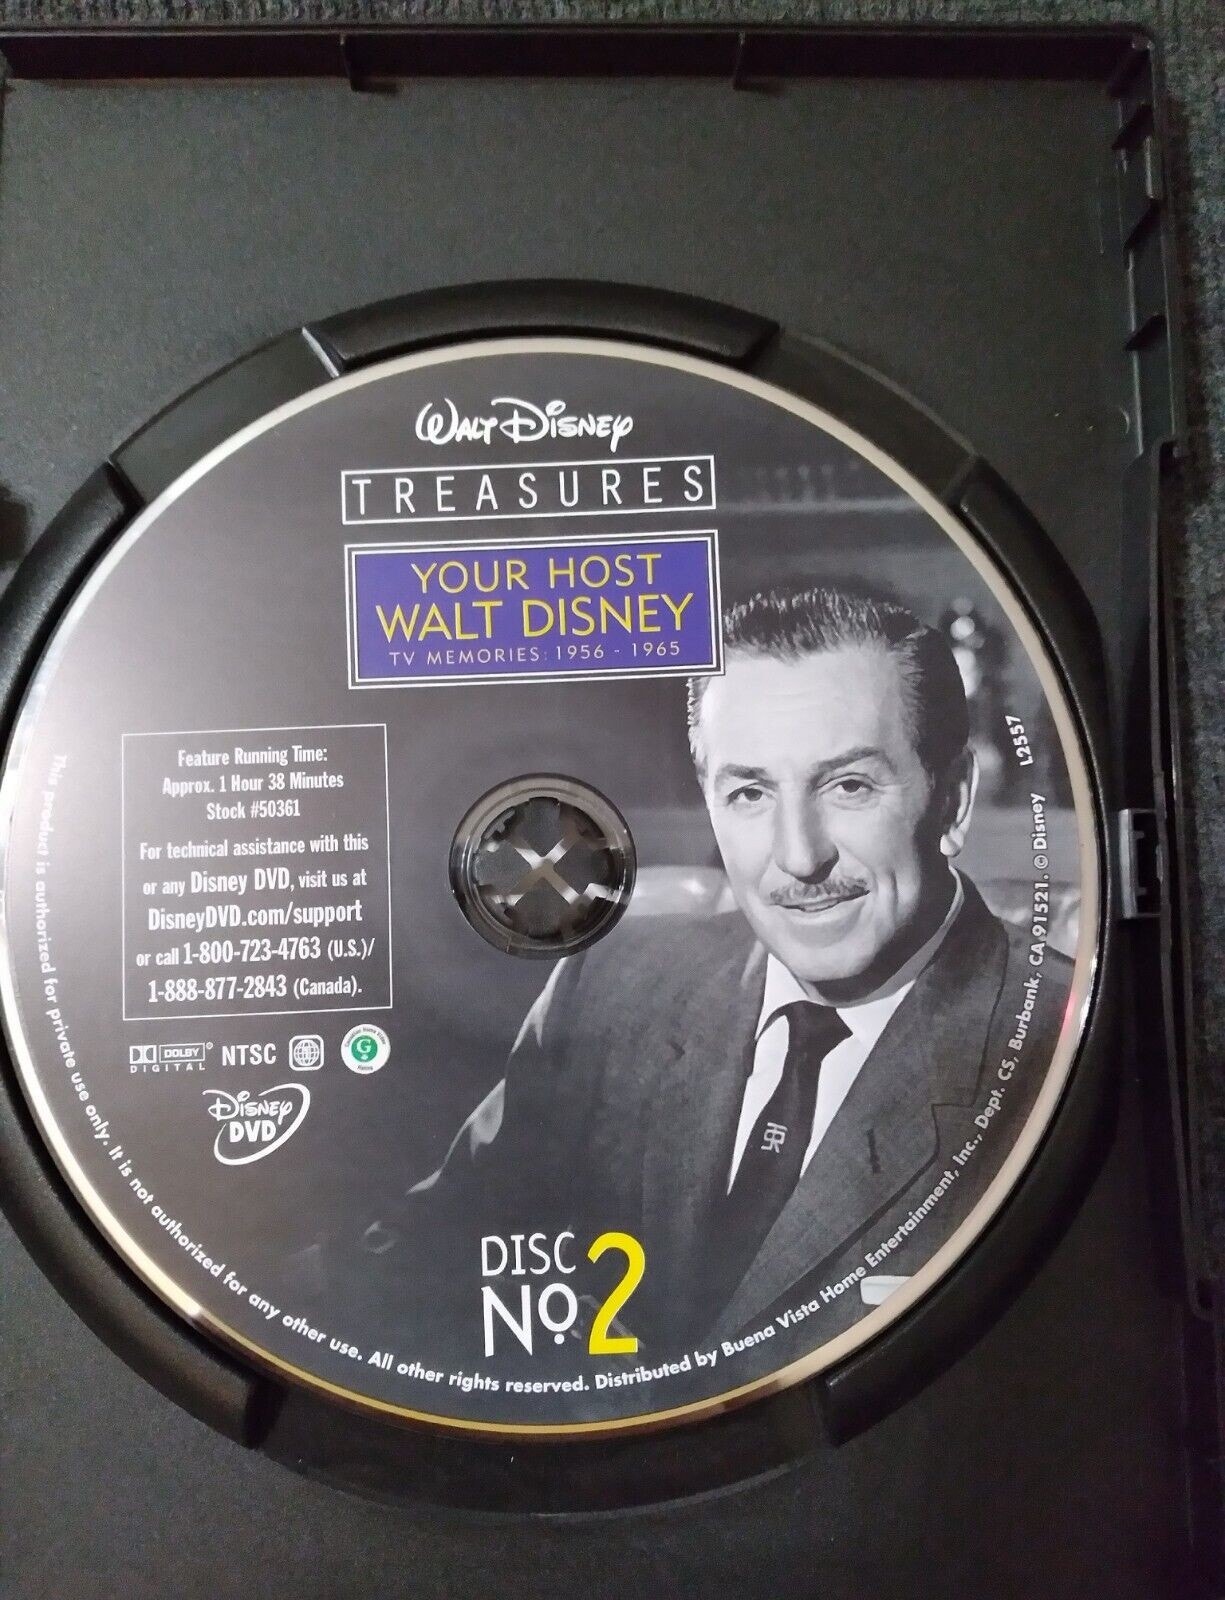 WALT DISNEY
TREASURES
YOUR HOST
WALT DISNEY
TV MEMORIES: 1956 - 1965
Feature Running Time:
Approx. 1 Hour 38 Minutes
Stock #50361
For technical assistance with this
or any Disney DVD, visit us at
DisneyDVD.com/support
or call 1-800-723-4763 (U.S.)/
1-888-877-2843 (Canada).
DOLBY
DIGITAL
NTSC
G
DISNEY
DVD
DISC
No. 2
This product is authorized for private use only. It is not authorized for any other use. All other rights reserved. Distributed by Buena Vista Home Entertainment, Inc., Dept. CS, Burbank, CA 91521. © Disney L2557